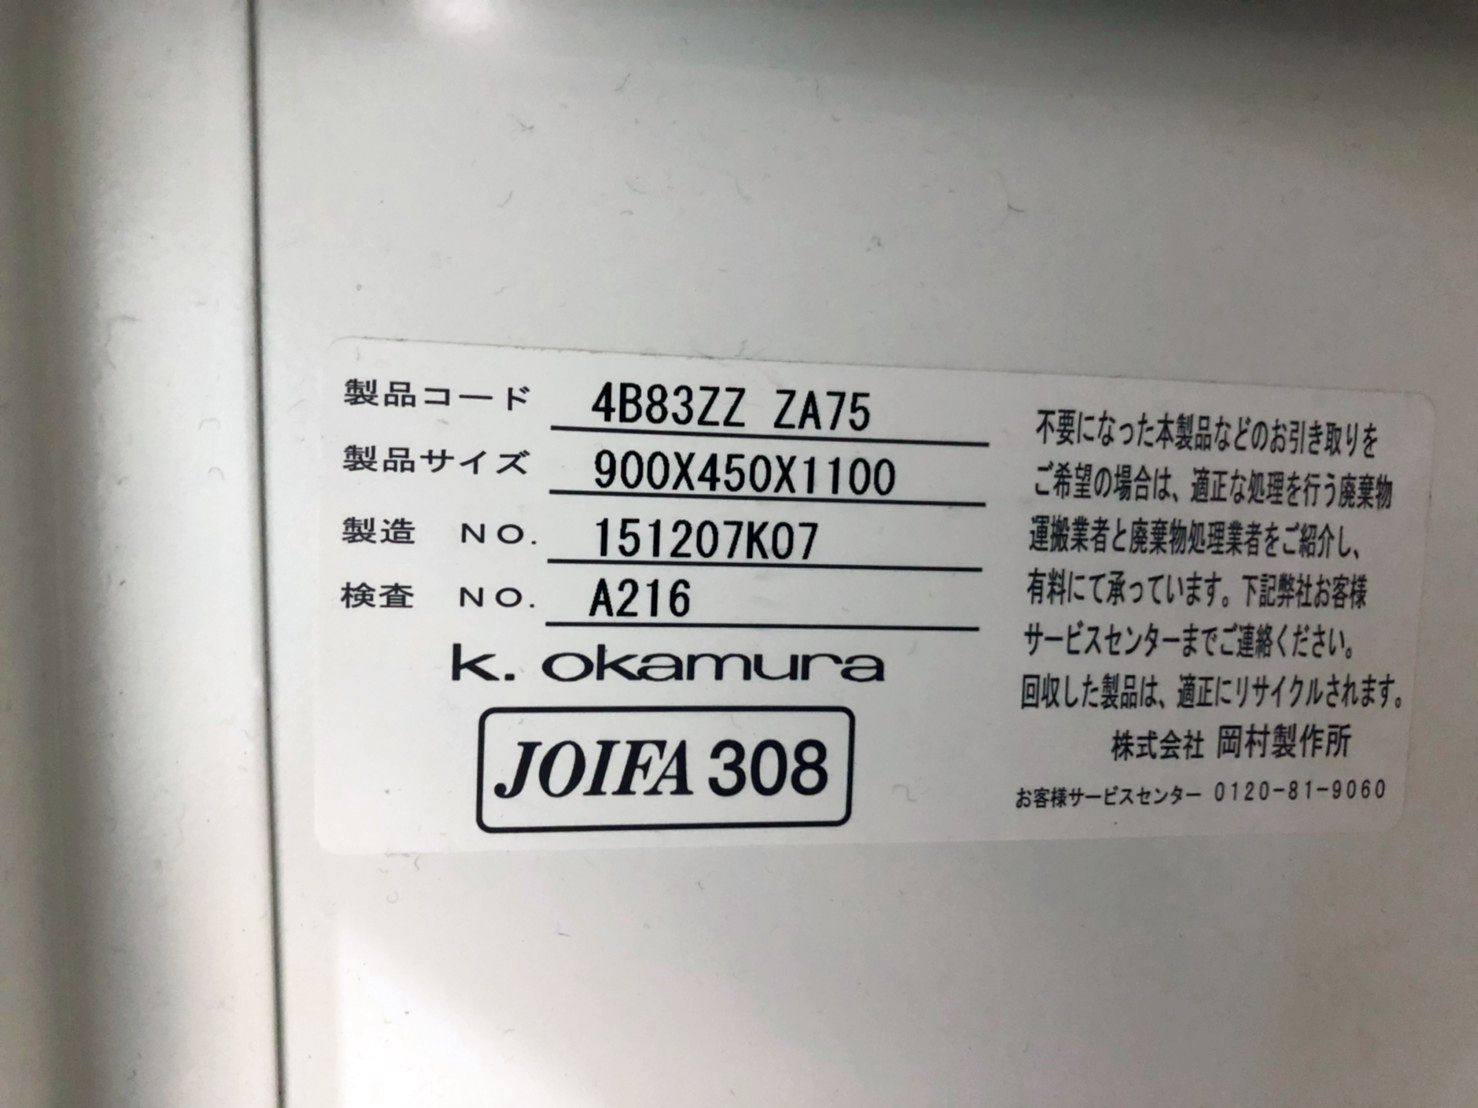 製品コード 4B83ZZ ZA75
製品サイズ 900X450X1100
製造 NO. 151207K07
検査 NO. A216
k. okamura
JOIFA 308
不要になった本製品などのお引き取りを
ご希望の場合は、適正な処理を行う廃棄物
運搬業者と廃棄物処理業者をご紹介し、
有料にて承っています。下記弊社お客様
サービスセンターまでご連絡ください。
回収した製品は、適正にリサイクルされます。
株式会社 岡村製作所
お客様サービスセンター 0120-81-9060